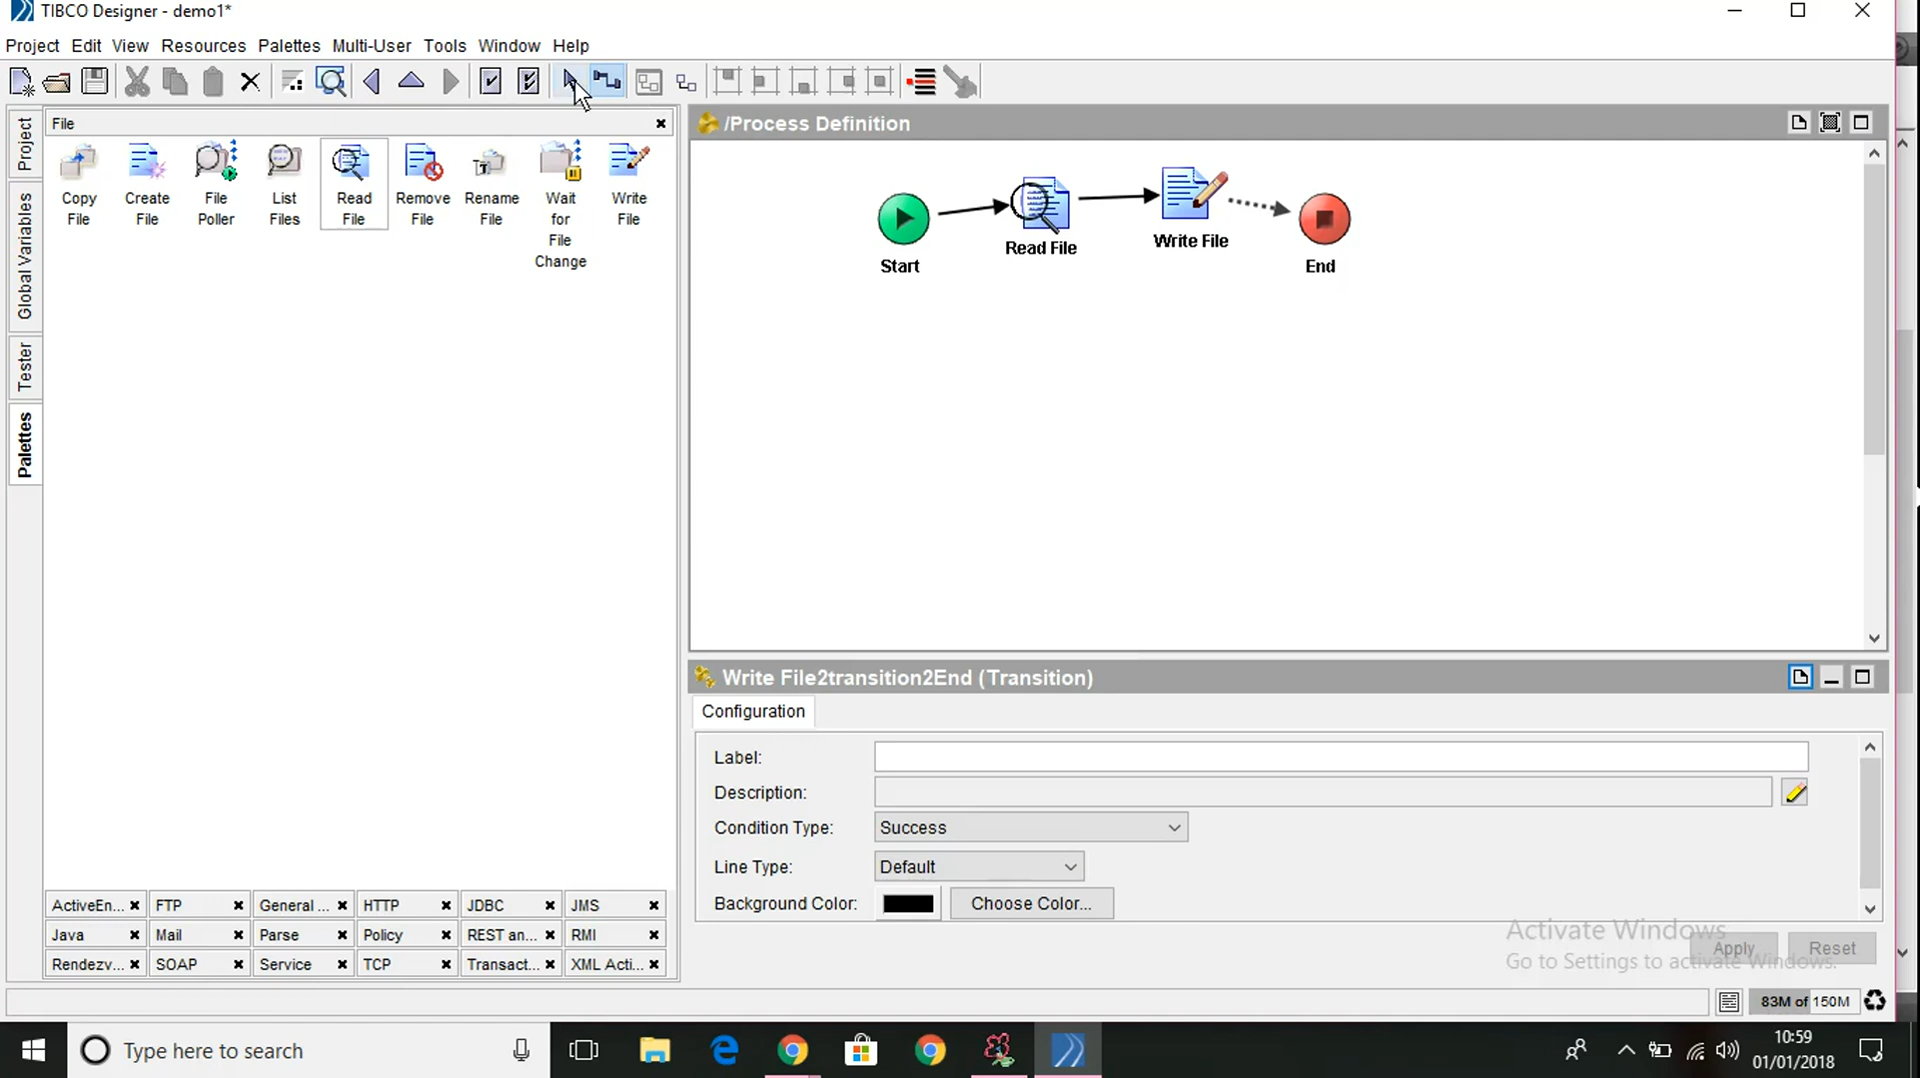 TIBCO Designer - demo1*
Project Edit View Resources Palettes Multi-User Tools Window Help
Project
Global Variables
Tester
Palettes
File
Copy File
Create File
File Poller
List Files
Read File
Remove File
Rename File
Wait for File Change
Write File
/Process Definition
Start
Read File
Write File
End
Write File2transition2End (Transition)
Configuration
Label:
Description:
Condition Type: Success
Line Type: Default
Background Color: Choose Color...
ActiveEn... FTP General ... HTTP JDBC JMS
Java Mail Parse Policy REST an... RMI
Rendezv... SOAP Service TCP Transact... XML Acti...
Activate Windows
Go to Settings to activate Windows.
Apply Reset
83M of 150M
Type here to search
10:59
01/01/2018